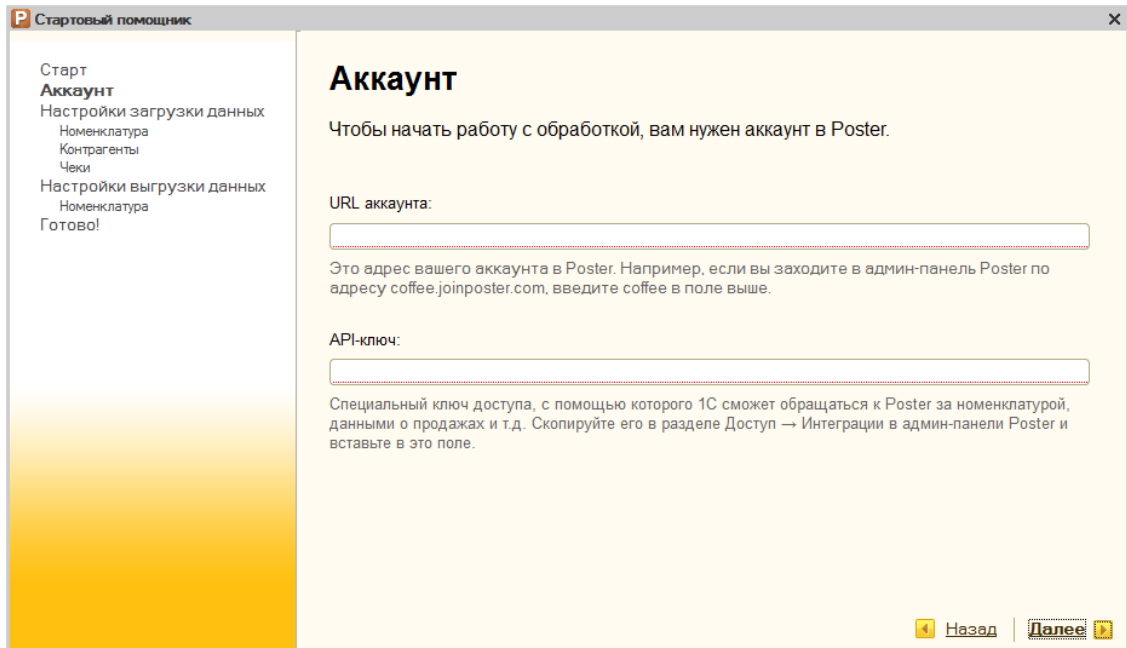 P Стартовый помощник
Старт
Аккаунт
Настройки загрузки данных
Номенклатура
Контрагенты
Чеки
Настройки выгрузки данных
Номенклатура
Готово!
Аккаунт
Чтобы начать работу с обработкой, вам нужен аккаунт в Poster.
URL аккаунта:
Это адрес вашего аккаунта в Poster. Например, если вы заходите в админ-панель Poster по
адресу coffee.joinposter.com, введите coffee в поле выше.
API-ключ:
Специальный ключ доступа, с помощью которого 1С сможет обращаться к Poster за номенклатурой,
данными о продажах и т.д. Скопируйте его в разделе Доступ → Интеграции в админ-панели Poster и
вставьте в это поле.
Назад
Далее